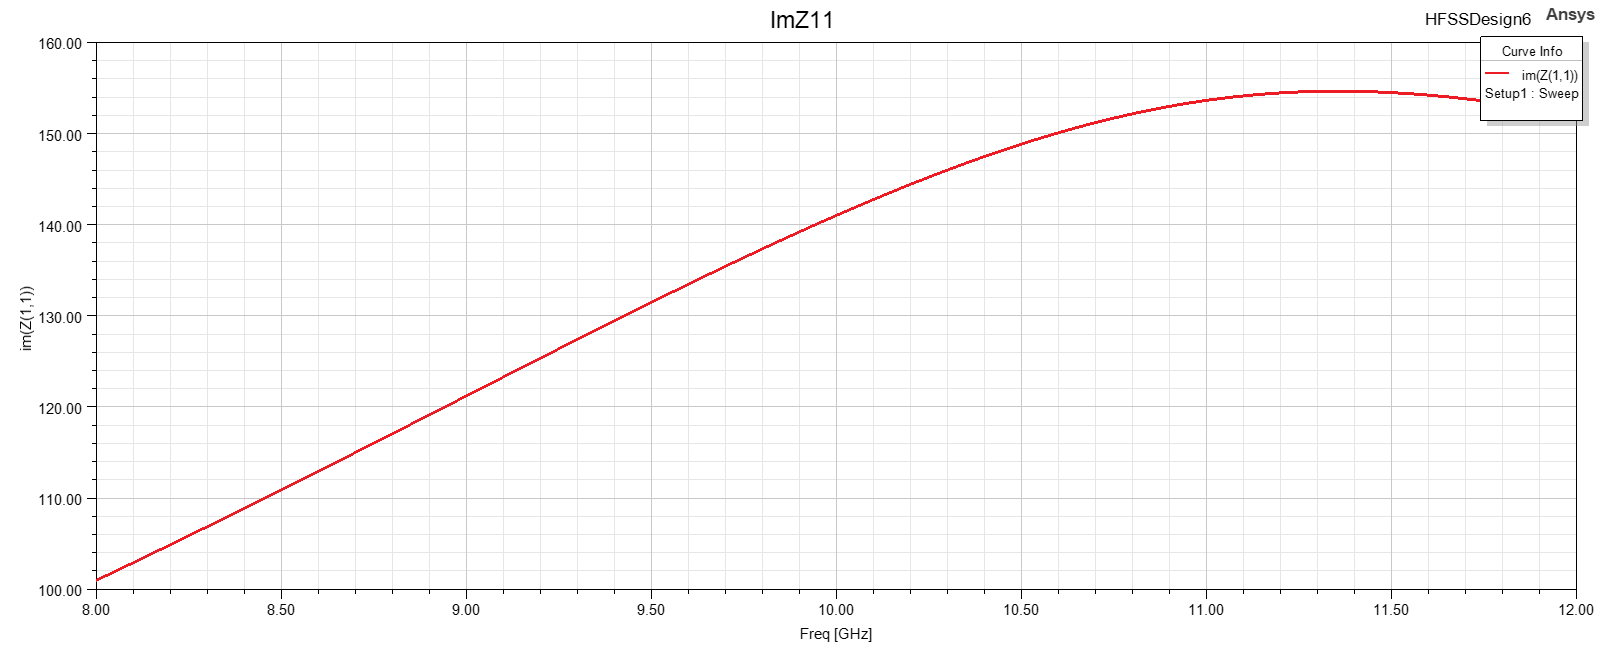 ImZ11
HFSSDesign6
Ansys
Curve Info
im(Z(1,1))
Setup1 : Sweep
160.00
150.00
140.00
130.00
120.00
110.00
100.00
im(Z(1,1))
8.00
8.50
9.00
9.50
10.00
10.50
11.00
11.50
12.00
Freq [GHz]